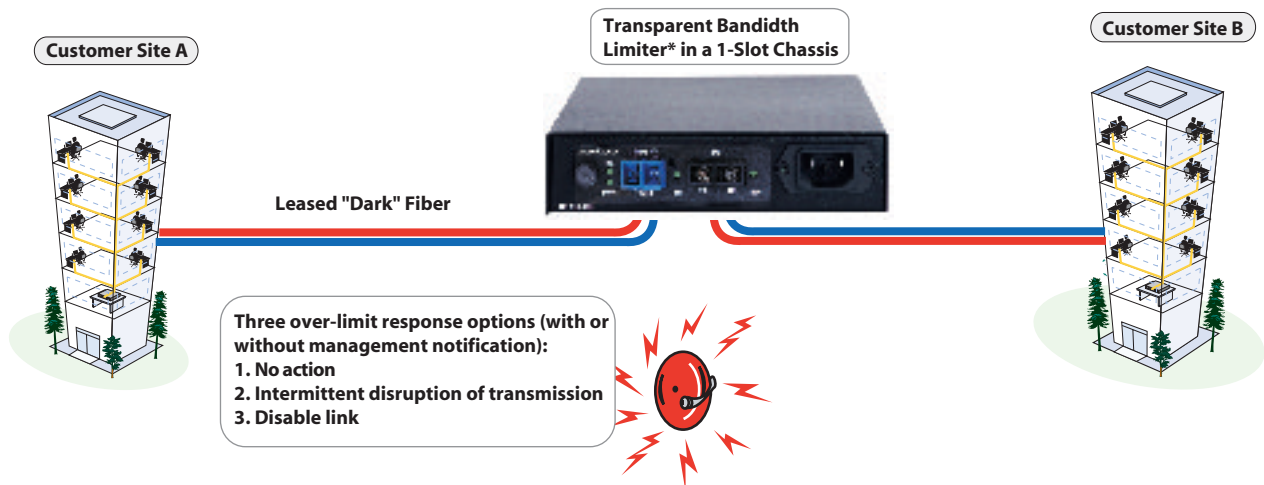 Customer Site A
Transparent Bandidth
Limiter* in a 1-Slot Chassis
Customer Site B
Leased "Dark" Fiber
Three over-limit response options (with or
without management notification):
1. No action
2. Intermittent disruption of transmission
3. Disable link